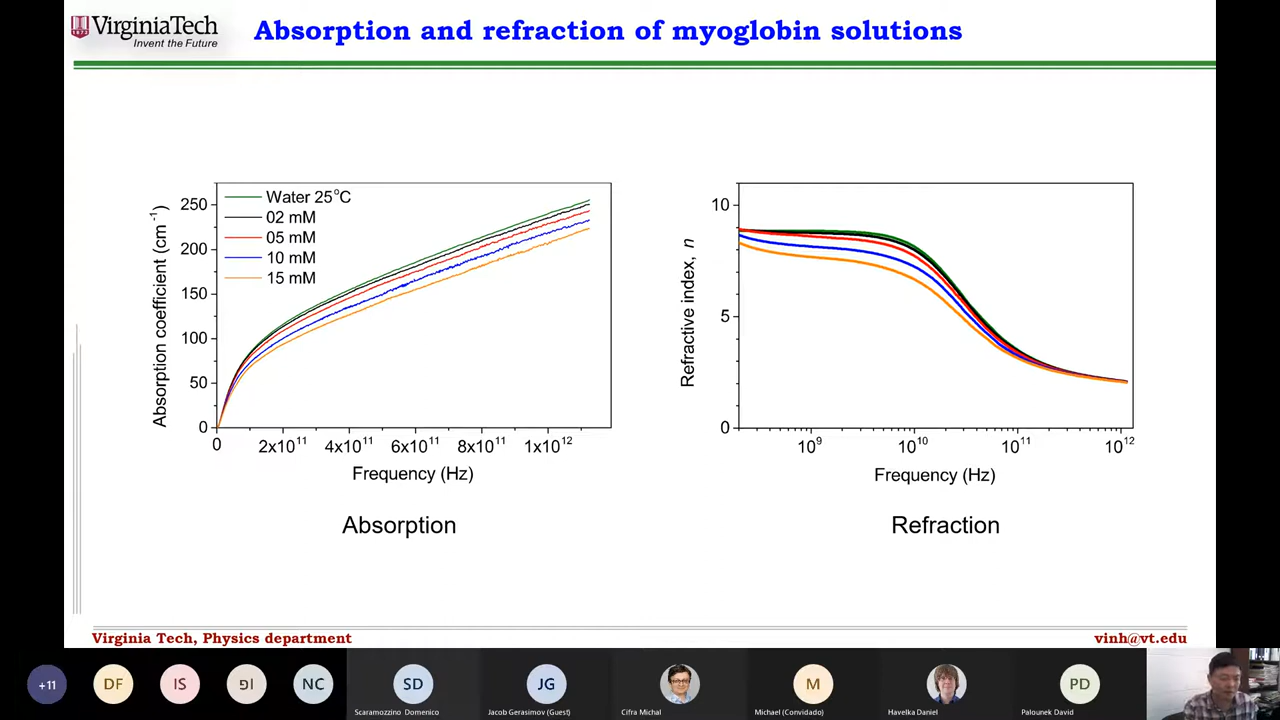 VirginiaTech
Invent the Future
Absorption and refraction of myoglobin solutions
Absorption coefficient (cm⁻¹)
250
200
150
100
50
0
Water 25°C
02 mM
05 mM
10 mM
15 mM
0 2x10¹¹ 4x10¹¹ 6x10¹¹ 8x10¹¹ 1x10¹²
Frequency (Hz)
Absorption
Refractive index, n
10
5
0
10⁹ 10¹⁰ 10¹¹ 10¹²
Frequency (Hz)
Refraction
Virginia Tech, Physics department
vinh@vt.edu
+11
DF
IS
ופ
NC
SD
Scaramozzino Domenico
JG
Jacob Gerasimov (Guest)
Cifra Michal
M
Michael (Convidado)
Havelka Daniel
PD
Palounek David